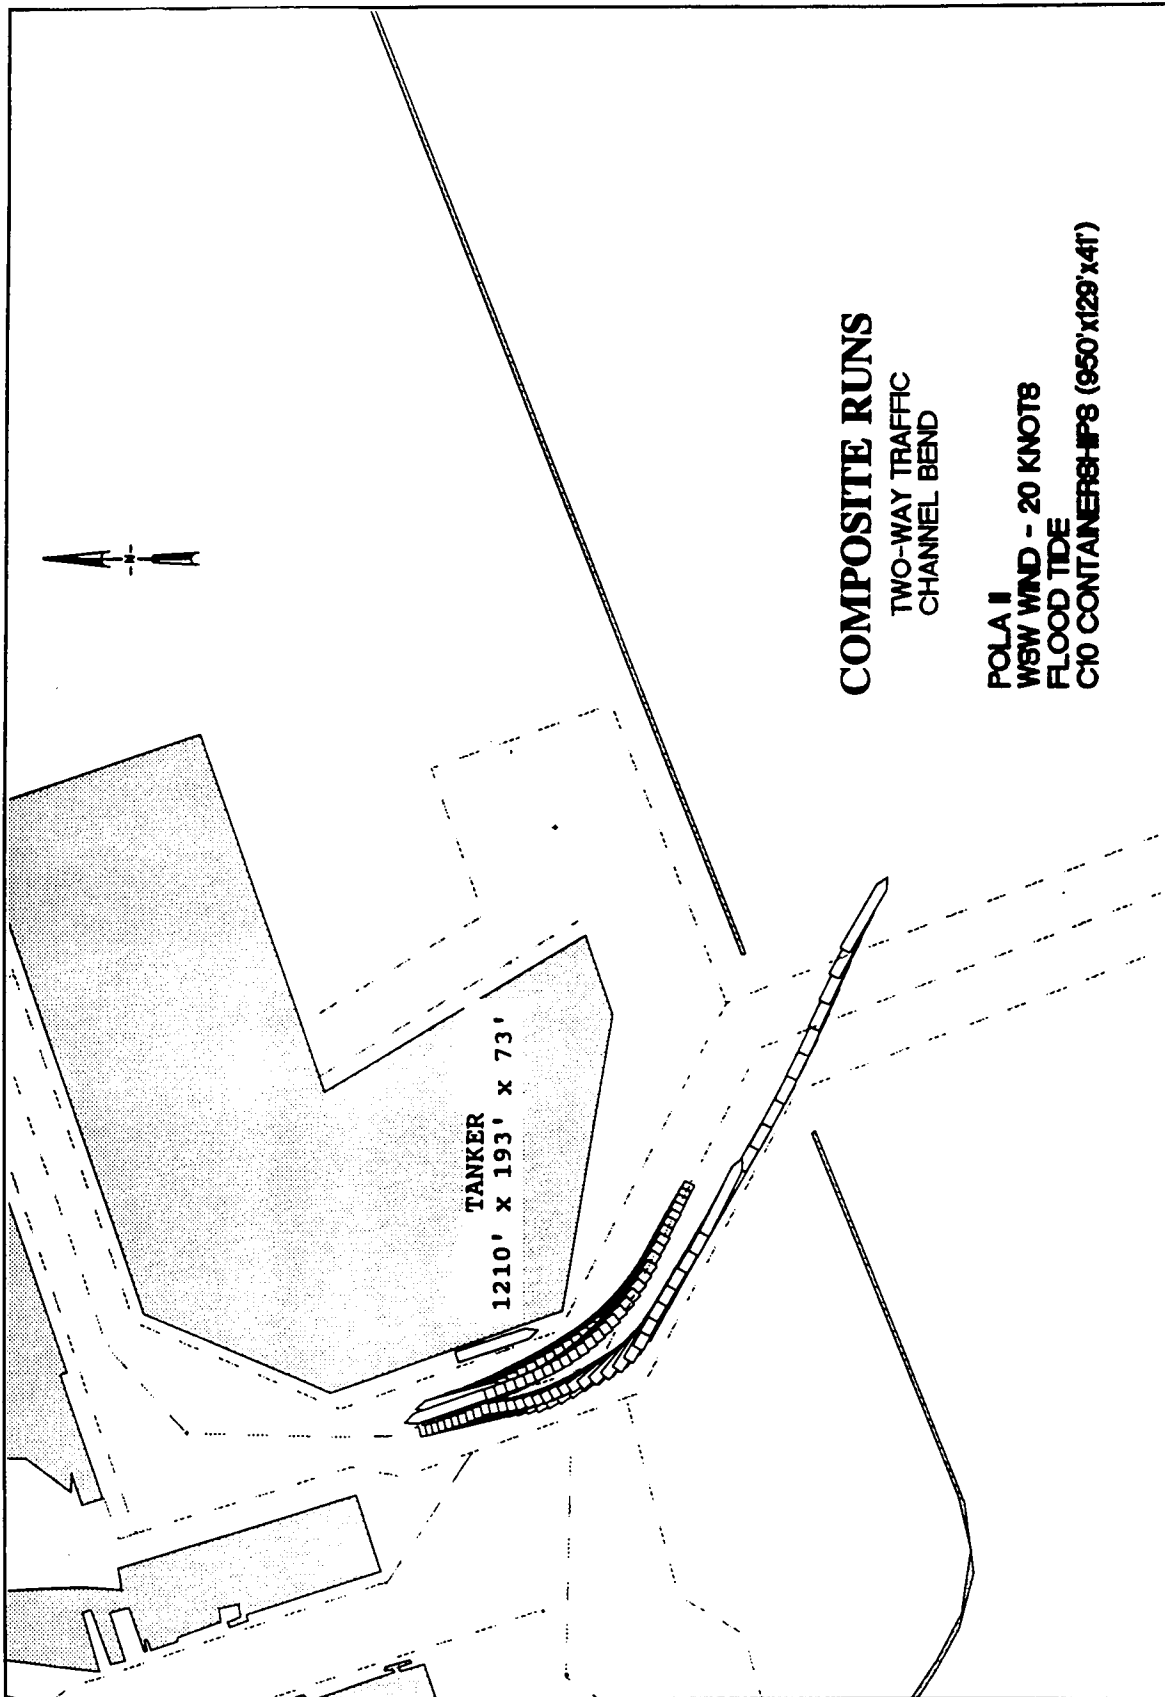 TANKER
1210' x 193' x 73'
COMPOSITE RUNS
TWO-WAY TRAFFIC
CHANNEL BEND
POLA II
WSW WIND - 20 KNOTS
FLOOD TIDE
C10 CONTAINERSHIPS (950'x129'x41')
N